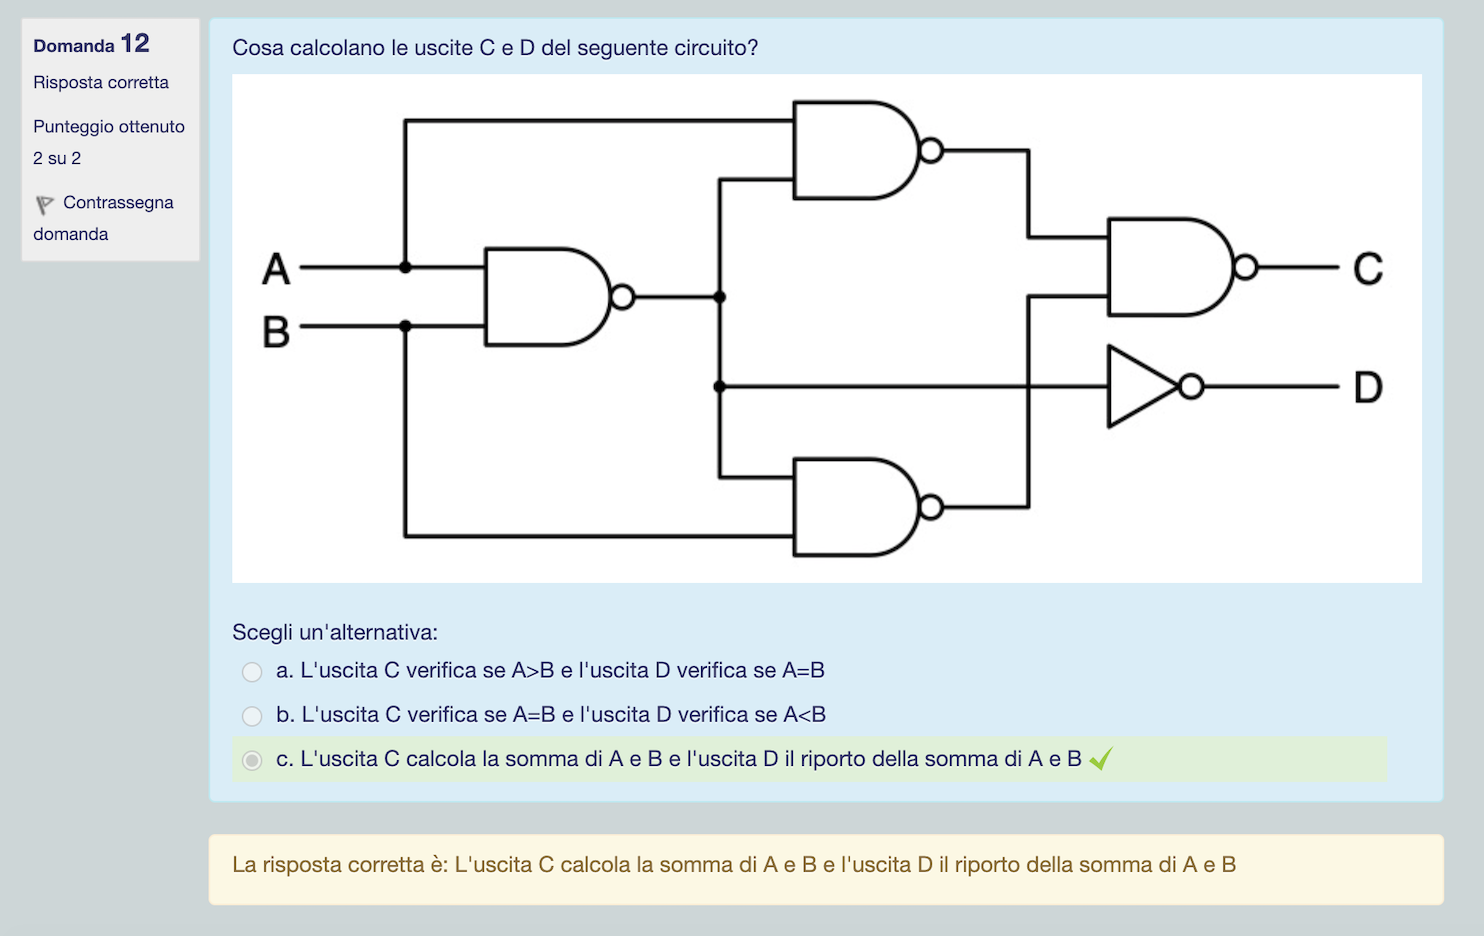 Domanda 12
Risposta corretta
Punteggio ottenuto
2 su 2
Contrassegna
domanda
Cosa calcolano le uscite C e D del seguente circuito?
A
B
C
D
Scegli un'alternativa:
a. L'uscita C verifica se A>B e l'uscita D verifica se A=B
b. L'uscita C verifica se A=B e l'uscita D verifica se A<B
c. L'uscita C calcola la somma di A e B e l'uscita D il riporto della somma di A e B
La risposta corretta è: L'uscita C calcola la somma di A e B e l'uscita D il riporto della somma di A e B